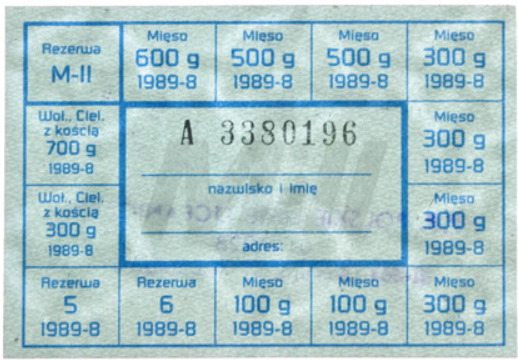 Rezerwa
M-II
Mięso
600 g
1989-8
Mięso
500 g
1989-8
Mięso
500 g
1989-8
Mięso
300 g
1989-8
Woł., Ciel.
z kością
700 g
1989-8
A 3380196
nazwisko i imię
adres:
Mięso
300 g
1989-8
Woł., Ciel.
z kością
300 g
1989-8
Mięso
300 g
1989-8
Rezerwa
5
1989-8
Rezerwa
6
1989-8
Mięso
100 g
1989-8
Mięso
100 g
1989-8
Mięso
300 g
1989-8